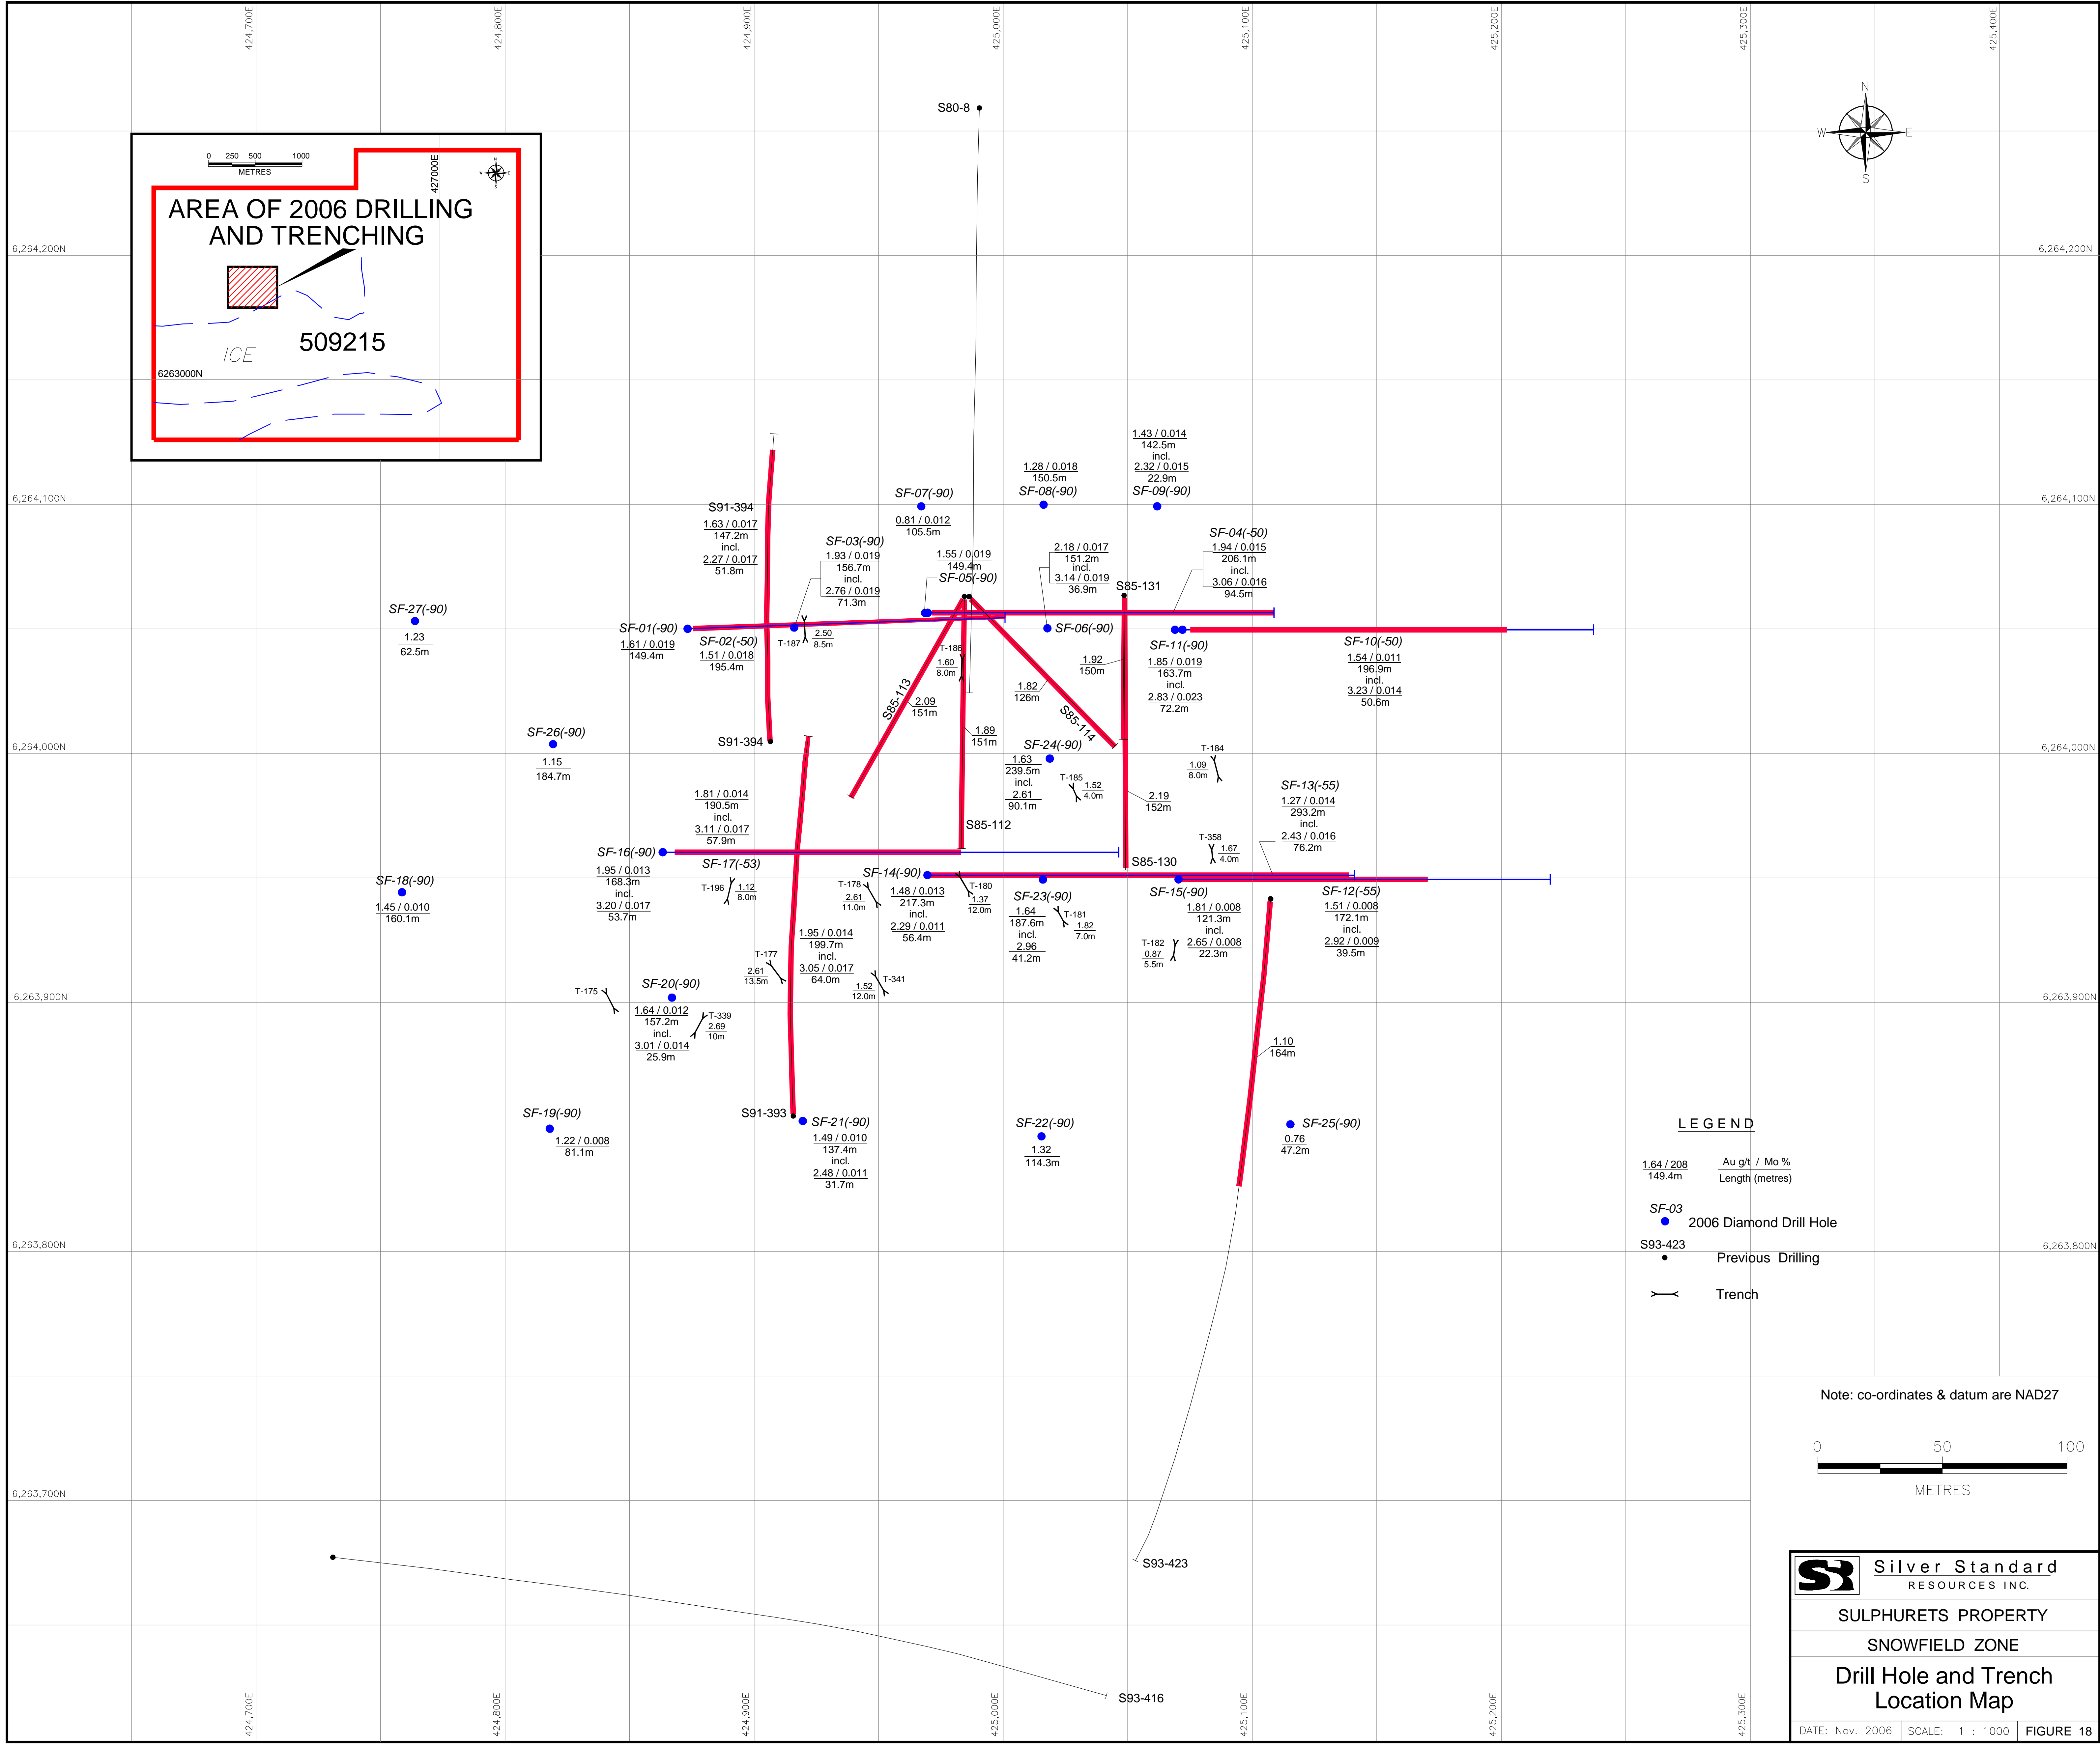 424,700E
424,800E
424,900E
425,000E
425,100E
425,200E
425,300E
425,400E
N
W
E
S
0 250 500 1000
METRES
427000E
AREA OF 2006 DRILLING
AND TRENCHING
509215
ICE
6263000N
6,264,200N
6,264,200N
S80-8
6,264,100N
6,264,100N
S91-394
1.63 / 0.017
147.2m
incl.
2.27 / 0.017
51.8m
SF-03(-90)
1.93 / 0.019
156.7m
incl.
2.76 / 0.019
71.3m
SF-07(-90)
0.81 / 0.012
105.5m
1.55 / 0.019
149.4m
SF-05(-90)
1.28 / 0.018
150.5m
SF-08(-90)
1.43 / 0.014
142.5m
incl.
2.32 / 0.015
22.9m
SF-09(-90)
2.18 / 0.017
151.2m
incl.
3.14 / 0.019
36.9m
S85-131
SF-04(-50)
1.94 / 0.015
206.1m
incl.
3.06 / 0.016
94.5m
SF-27(-90)
1.23
62.5m
SF-01(-90)
1.61 / 0.019
149.4m
SF-02(-50)
1.51 / 0.018
195.4m
T-187
2.50
8.5m
T-186
1.60
8.0m
SF-06(-90)
1.92
150m
SF-11(-90)
1.85 / 0.019
163.7m
incl.
2.83 / 0.023
72.2m
SF-10(-50)
1.54 / 0.011
196.9m
incl.
3.23 / 0.014
50.6m
S85-113
2.09
151m
1.82
126m
S85-114
1.89
151m
6,264,000N
6,264,000N
SF-26(-90)
1.15
184.7m
S91-394
SF-24(-90)
1.63
239.5m
incl.
2.61
90.1m
T-185
1.52
4.0m
T-184
1.09
8.0m
2.19
152m
SF-13(-55)
1.27 / 0.014
293.2m
incl.
2.43 / 0.016
76.2m
1.81 / 0.014
190.5m
incl.
3.11 / 0.017
57.9m
S85-112
T-358
1.67
4.0m
SF-16(-90)
1.95 / 0.013
168.3m
incl.
3.20 / 0.017
53.7m
SF-17(-53)
T-196
1.12
8.0m
SF-14(-90)
1.48 / 0.013
217.3m
incl.
2.29 / 0.011
56.4m
T-178
2.61
11.0m
T-180
1.37
12.0m
S85-130
SF-18(-90)
1.45 / 0.010
160.1m
SF-23(-90)
1.64
187.6m
incl.
2.96
41.2m
T-181
1.82
7.0m
SF-15(-90)
1.81 / 0.008
121.3m
incl.
2.65 / 0.008
22.3m
T-182
0.87
5.5m
SF-12(-55)
1.51 / 0.008
172.1m
incl.
2.92 / 0.009
39.5m
T-177
2.61
13.5m
1.95 / 0.014
199.7m
incl.
3.05 / 0.017
64.0m
T-341
1.52
12.0m
6,263,900N
6,263,900N
T-175
SF-20(-90)
1.64 / 0.012
157.2m
incl.
3.01 / 0.014
25.9m
T-339
2.69
10m
1.10
164m
SF-19(-90)
1.22 / 0.008
81.1m
S91-393
SF-21(-90)
1.49 / 0.010
137.4m
incl.
2.48 / 0.011
31.7m
SF-22(-90)
1.32
114.3m
SF-25(-90)
0.76
47.2m
LEGEND
1.64 / 208
149.4m
Au g/t / Mo %
Length (metres)
SF-03
2006 Diamond Drill Hole
S93-423
Previous Drilling
Trench
6,263,800N
6,263,800N
Note: co-ordinates & datum are NAD27
0 50 100
METRES
6,263,700N
S93-423
S93-416
424,700E
424,800E
424,900E
425,000E
425,100E
425,200E
425,300E
Silver Standard
RESOURCES INC.
SULPHURETS PROPERTY
SNOWFIELD ZONE
Drill Hole and Trench
Location Map
DATE: Nov. 2006
SCALE: 1 : 1000
FIGURE 18